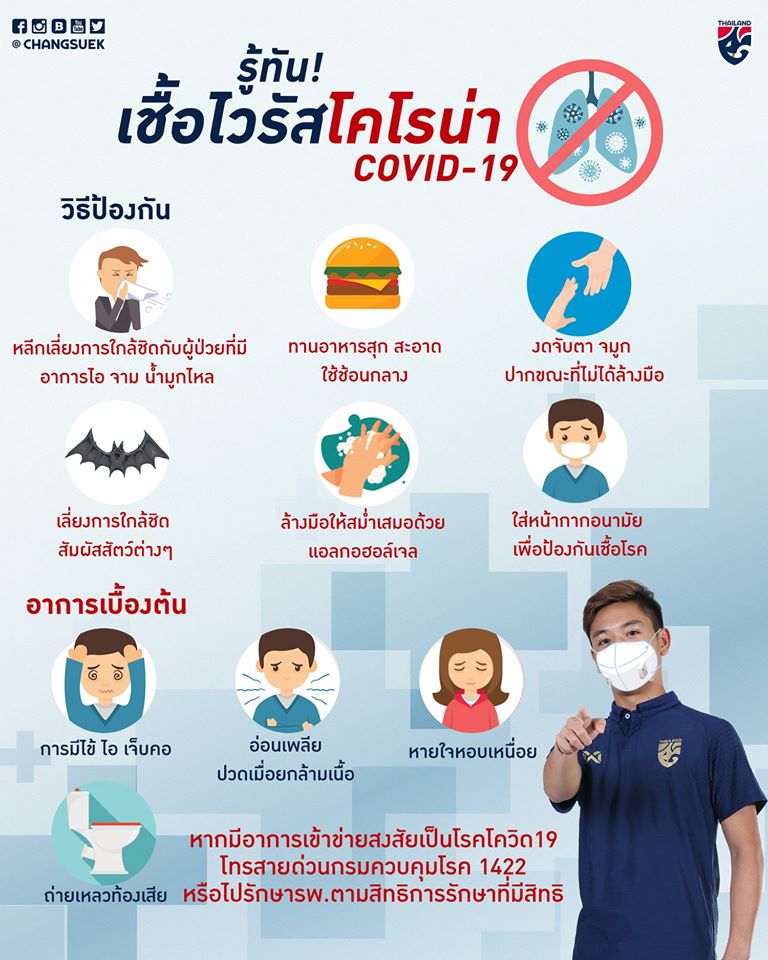 @ CHANGSUEK
THAILAND
รู้ทัน!
เชื้อไวรัสโคโรน่า
COVID-19
วิธีป้องกัน
หลีกเลี่ยงการใกล้ชิดกับผู้ป่วยที่มี
อาการไอ จาม น้ำมูกไหล
ทานอาหารสุก สะอาด
ใช้ช้อนกลาง
งดจับตา จมูก
ปากขณะที่ไม่ได้ล้างมือ
เลี่ยงการใกล้ชิด
สัมผัสสัตว์ต่างๆ
ล้างมือให้สม่ำเสมอด้วย
แอลกอฮอล์เจล
ใส่หน้ากากอนามัย
เพื่อป้องกันเชื้อโรค
อาการเบื้องต้น
การมีไข้ ไอ เจ็บคอ
อ่อนเพลีย
ปวดเมื่อยกล้ามเนื้อ
หายใจหอบเหนื่อย
THAILAND
ถ่ายเหลวท้องเสีย
หากมีอาการเข้าข่ายสงสัยเป็นโรคโควิด19
โทรสายด่วนกรมควบคุมโรค 1422
หรือไปรักษารพ.ตามสิทธิการรักษาที่มีสิทธิ